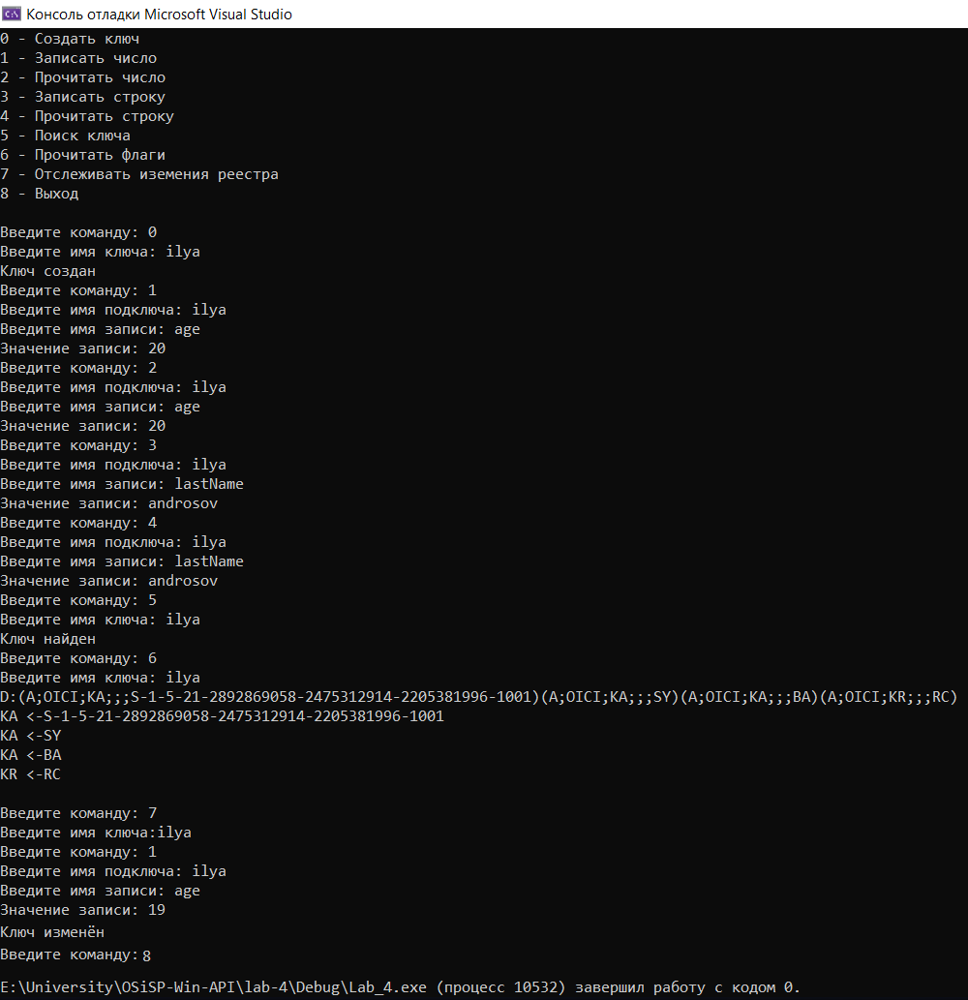 Консоль отладки Microsoft Visual Studio
0 - Создать ключ
1 - Записать число
2 - Прочитать число
3 - Записать строку
4 - Прочитать строку
5 - Поиск ключа
6 - Прочитать флаги
7 - Отслеживать иземения реестра
8 - Выход
Введите команду: 0
Введите имя ключа: ilya
Ключ создан
Введите команду: 1
Введите имя подключа: ilya
Введите имя записи: age
Значение записи: 20
Введите команду: 2
Введите имя подключа: ilya
Введите имя записи: age
Значение записи: 20
Введите команду: 3
Введите имя подключа: ilya
Введите имя записи: lastName
Значение записи: androsov
Введите команду: 4
Введите имя подключа: ilya
Введите имя записи: lastName
Значение записи: androsov
Введите команду: 5
Введите имя ключа: ilya
Ключ найден
Введите команду: 6
Введите имя ключа: ilya
D:(A;OICI;KA;;;S-1-5-21-2892869058-2475312914-2205381996-1001)(A;OICI;KA;;;SY)(A;OICI;KA;;;BA)(A;OICI;KR;;;RC)
KA <-S-1-5-21-2892869058-2475312914-2205381996-1001
KA <-SY
KA <-BA
KR <-RC
Введите команду: 7
Введите имя ключа:ilya
Введите команду: 1
Введите имя подключа: ilya
Введите имя записи: age
Значение записи: 19
Ключ изменён
Введите команду: 8
E:\University\OSiSP-Win-API\lab-4\Debug\Lab_4.exe (процесс 10532) завершил работу с кодом 0.